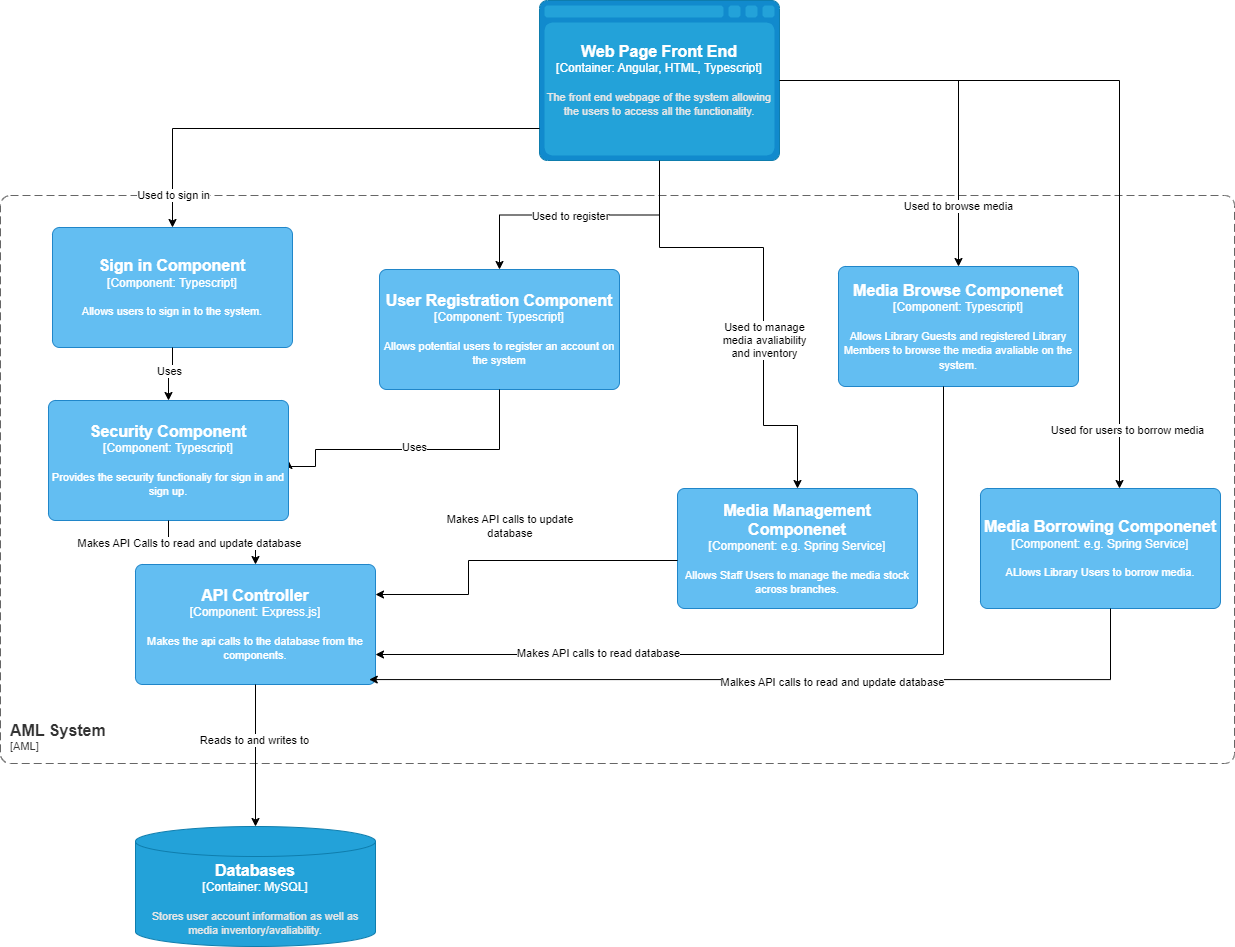 Web Page Front End
[Container: Angular, HTML, Typescript]
The front end webpage of the system allowing
the users to access all the functionality.
Used to sign in
Used to register
Used to browse media
Sign in Component
[Component: Typescript]
Allows users to sign in to the system.
User Registration Component
[Component: Typescript]
Allows potential users to register an account on
the system
Used to manage
media avaliability
and inventory
Media Browse Componenet
[Component: Typescript]
Allows Library Guests and registered Library
Members to browse the media avaliable on the
system.
Uses
Security Component
[Component: Typescript]
Provides the security functionaliy for sign in and
sign up.
Uses
Used for users to borrow media
Makes API calls to update
database
Media Management
Componenet
[Component: e.g. Spring Service]
Allows Staff Users to manage the media stock
across branches.
Media Borrowing Componenet
[Component: e.g. Spring Service]
ALlows Library Users to borrow media.
Makes API Calls to read and update database
API Controller
[Component: Express.js]
Makes the api calls to the database from the
components.
Makes API calls to read database
Malkes API calls to read and update database
AML System
[AML]
Reads to and writes to
Databases
[Container: MySQL]
Stores user account information as well as
media inventory/avaliability.